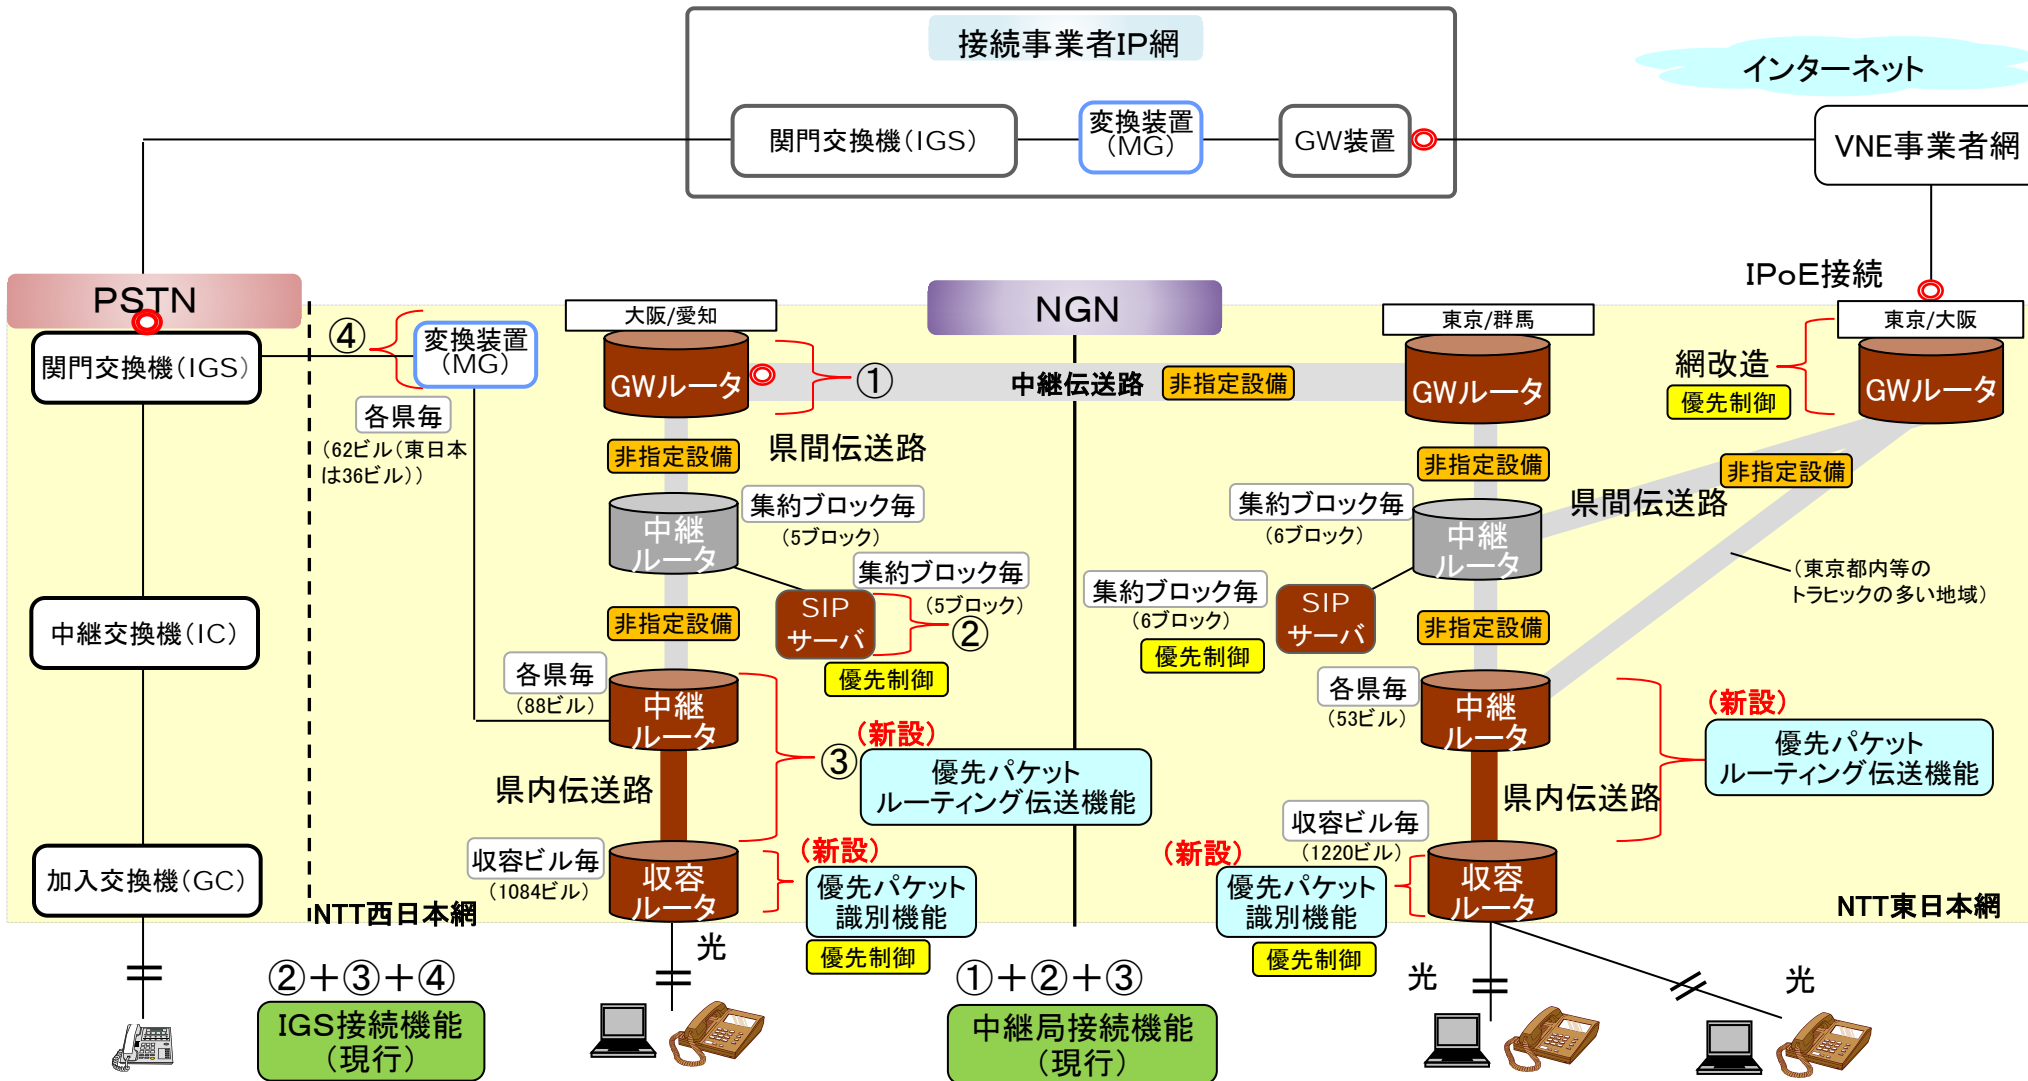 接続事業者IP網
インターネット
関門交換機(IGS)
変換装置
(MG)
GW装置
VNE事業者網
IPoE接続
PSTN
NGN
大阪/愛知
東京/群馬
東京/大阪
④
変換装置
(MG)
関門交換機(IGS)
GWルータ
①
中継伝送路
非指定設備
GWルータ
網改造
優先制御
GWルータ
各県毎
(62ビル(東日本
は36ビル))
県間伝送路
非指定設備
非指定設備
非指定設備
県間伝送路
集約ブロック毎
(5ブロック)
中継
ルータ
集約ブロック毎
(6ブロック)
中継
ルータ
集約ブロック毎
(5ブロック)
SIP
サーバ
②
優先制御
非指定設備
集約ブロック毎
(6ブロック)
優先制御
SIP
サーバ
非指定設備
(東京都内等の
トラヒックの多い地域)
中継交換機(IC)
各県毎
(88ビル)
中継
ルータ
各県毎
(53ビル)
中継
ルータ
③
(新設)
優先パケット
ルーティング伝送機能
(新設)
優先パケット
ルーティング伝送機能
県内伝送路
県内伝送路
加入交換機(GC)
収容ビル毎
(1084ビル)
収容
ルータ
(新設)
優先パケット
識別機能
優先制御
(新設)
優先パケット
識別機能
優先制御
収容ビル毎
(1220ビル)
収容
ルータ
NTT西日本網
NTT東日本網
光
光
光
②+③+④
IGS接続機能
(現行)
①+②+③
中継局接続機能
(現行)